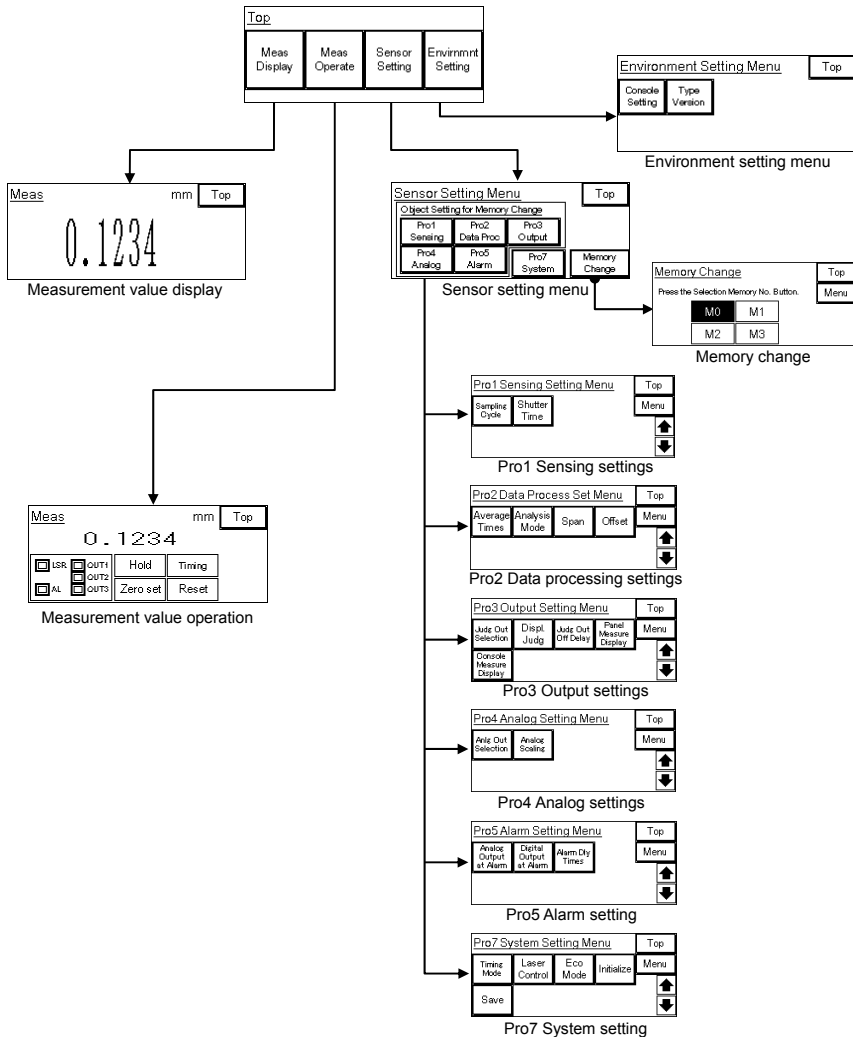 Top
Meas Display
Meas Operate
Sensor Setting
Envirnmnt Setting
Environment Setting Menu
Top
Console Setting
Type Version
Environment setting menu
Meas
mm
Top
0.1234
Measurement value display
Sensor Setting Menu
Top
Object Setting for Memory Change
Pro1 Sensing
Pro2 Data Proc
Pro3 Output
Pro4 Analog
Pro5 Alarm
Pro7 System
Memory Change
Sensor setting menu
Memory Change
Top
Press the Selection Memory No. Button.
Menu
M0
M1
M2
M3
Memory change
Pro1 Sensing Setting Menu
Top
Sampling Cycle
Shutter Time
Menu
Pro1 Sensing settings
Meas
mm
Top
0.1234
LSR
OUT1
OUT2
AL
OUT3
Hold
Timing
Zero set
Reset
Measurement value operation
Pro2 Data Process Set Menu
Top
Average Times
Analysis Mode
Span
Offset
Menu
Pro2 Data processing settings
Pro3 Output Setting Menu
Top
Judg Out Selection
Displ. Judg
Judg Out Off Delay
Panel Measure Display
Menu
Console Measure Display
Pro3 Output settings
Pro4 Analog Setting Menu
Top
Anlg Out Selection
Analog Scaling
Menu
Pro4 Analog settings
Pro5 Alarm Setting Menu
Top
Analog Output at Alarm
Digital Output at Alarm
Alarm Dly Times
Menu
Pro5 Alarm setting
Pro7 System Setting Menu
Top
Timing Mode
Laser Control
Eco Mode
Initialize
Menu
Save
Pro7 System setting